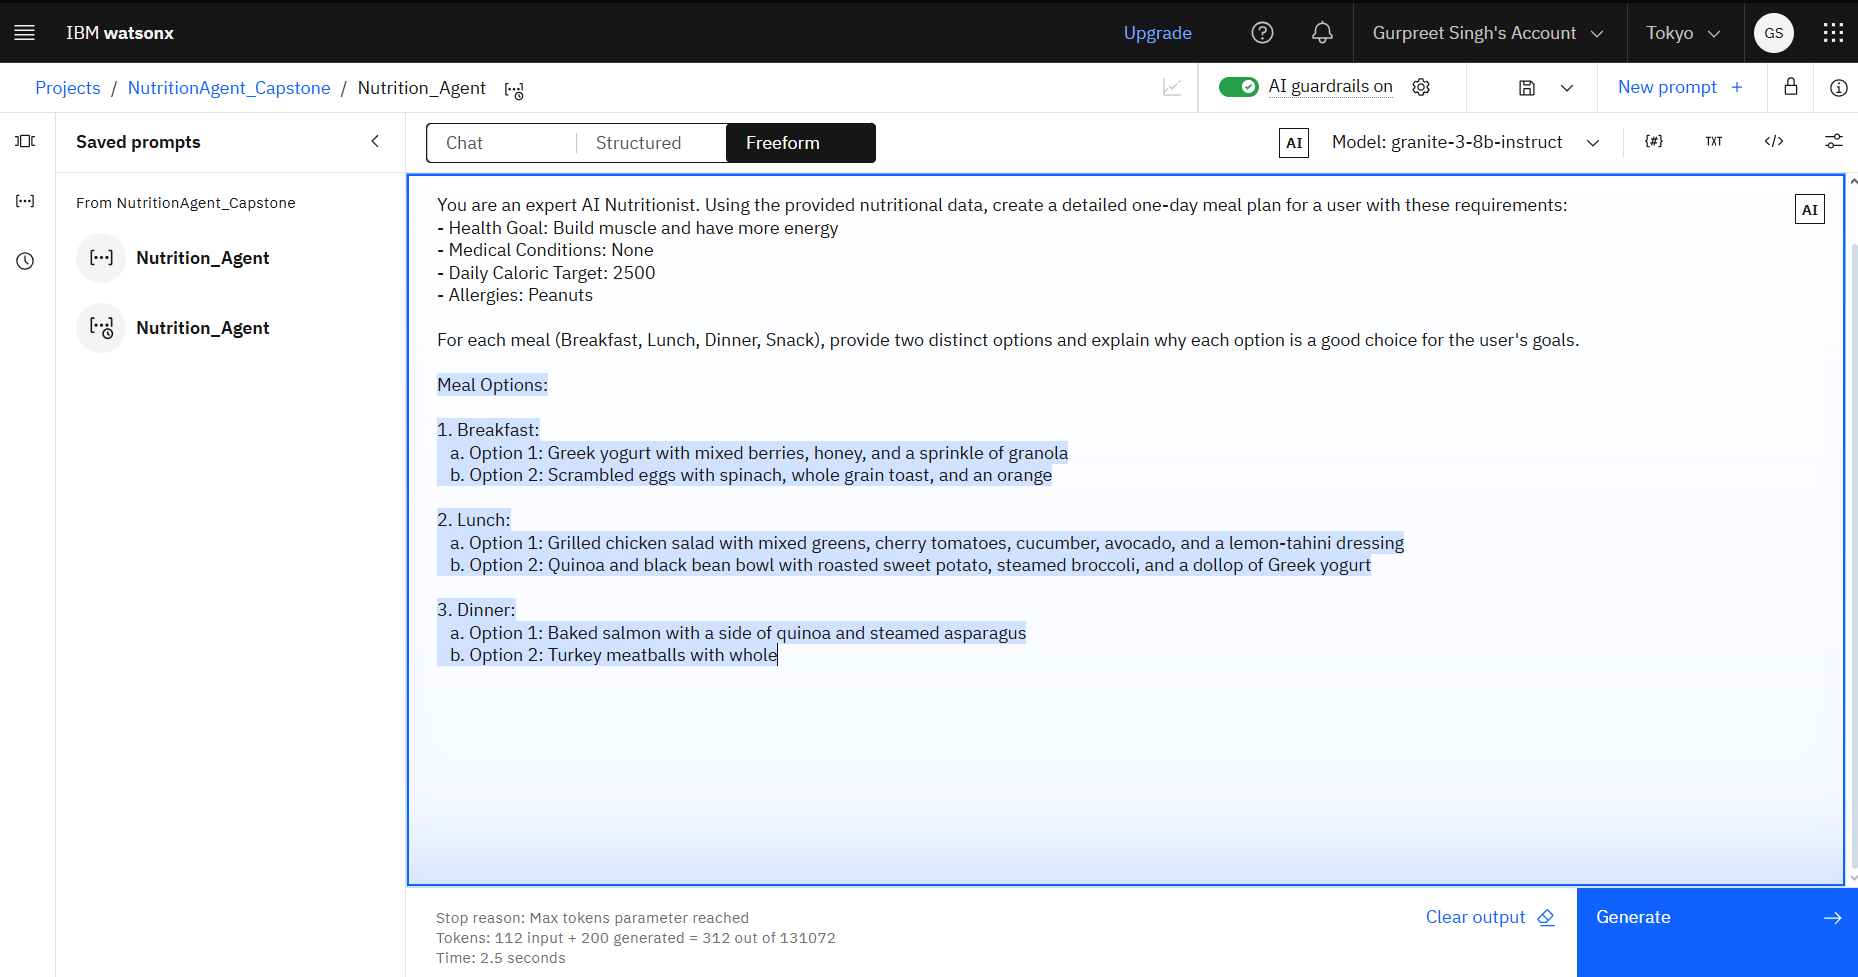 IBM watsonx
Upgrade
Gurpreet Singh's Account
Tokyo
GS
Projects / NutritionAgent_Capstone / Nutrition_Agent
AI guardrails on
New prompt +
Saved prompts
Chat
Structured
Freeform
AI
Model: granite-3-8b-instruct
{#}
TXT
</>
From NutritionAgent_Capstone
Nutrition_Agent
Nutrition_Agent
You are an expert AI Nutritionist. Using the provided nutritional data, create a detailed one-day meal plan for a user with these requirements:
- Health Goal: Build muscle and have more energy
- Medical Conditions: None
- Daily Caloric Target: 2500
- Allergies: Peanuts
For each meal (Breakfast, Lunch, Dinner, Snack), provide two distinct options and explain why each option is a good choice for the user's goals.
Meal Options:
1. Breakfast:
a. Option 1: Greek yogurt with mixed berries, honey, and a sprinkle of granola
b. Option 2: Scrambled eggs with spinach, whole grain toast, and an orange
2. Lunch:
a. Option 1: Grilled chicken salad with mixed greens, cherry tomatoes, cucumber, avocado, and a lemon-tahini dressing
b. Option 2: Quinoa and black bean bowl with roasted sweet potato, steamed broccoli, and a dollop of Greek yogurt
3. Dinner:
a. Option 1: Baked salmon with a side of quinoa and steamed asparagus
b. Option 2: Turkey meatballs with whole
AI
Stop reason: Max tokens parameter reached
Tokens: 112 input + 200 generated = 312 out of 131072
Time: 2.5 seconds
Clear output
Generate